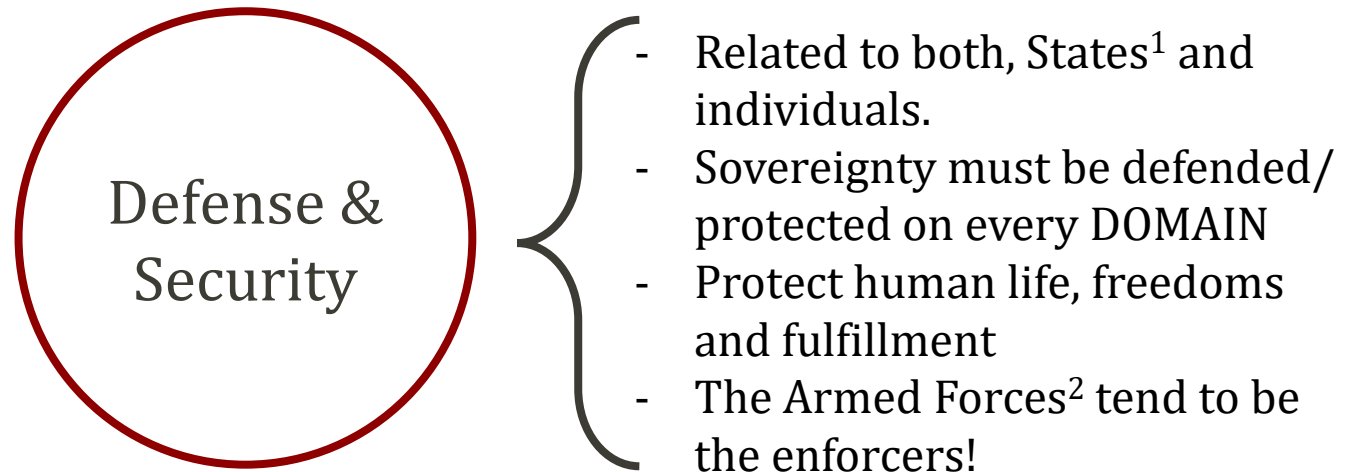 Defense &
Security
- Related to both, States¹ and
individuals.
- Sovereignty must be defended/
protected on every DOMAIN
- Protect human life, freedoms
and fulfillment
- The Armed Forces² tend to be
the enforcers!